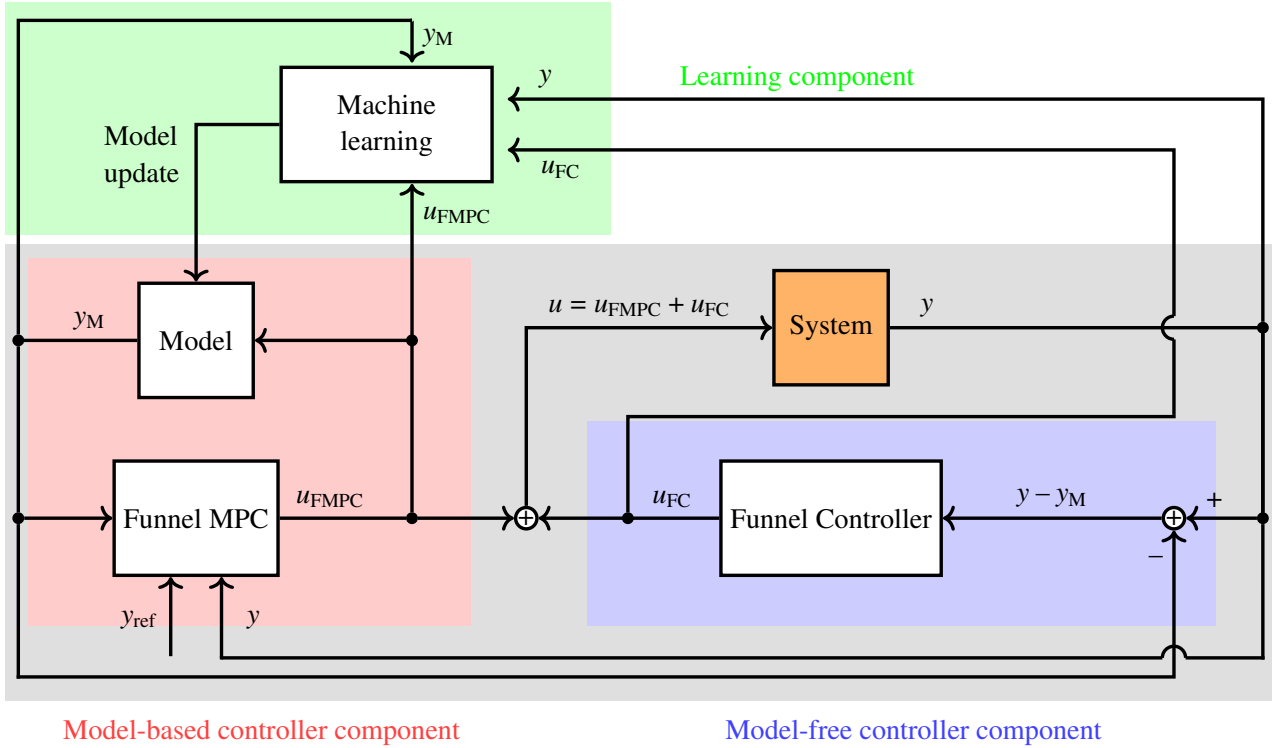 y_M
y
Learning component
Machine
learning
Model
update
u_FC
u_FMPC
y_M
Model
u = u_FMPC + u_FC
System
y
Funnel MPC
u_FMPC
+
u_FC
Funnel Controller
y − y_M
+
+
−
y_ref
y
Model-based controller component
Model-free controller component